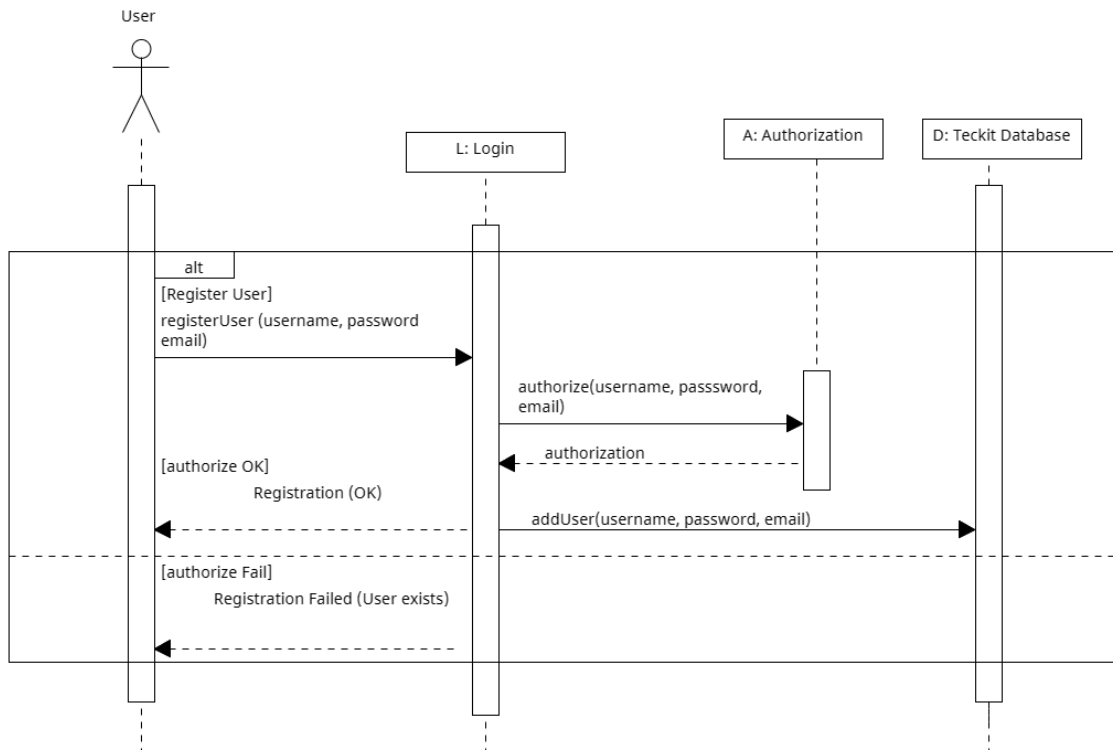 User
L: Login
A: Authorization
D: Teckit Database
alt
[Register User]
registerUser (username, password
email)
authorize(username, passsword,
email)
authorization
[authorize OK]
Registration (OK)
addUser(username, password, email)
[authorize Fail]
Registration Failed (User exists)